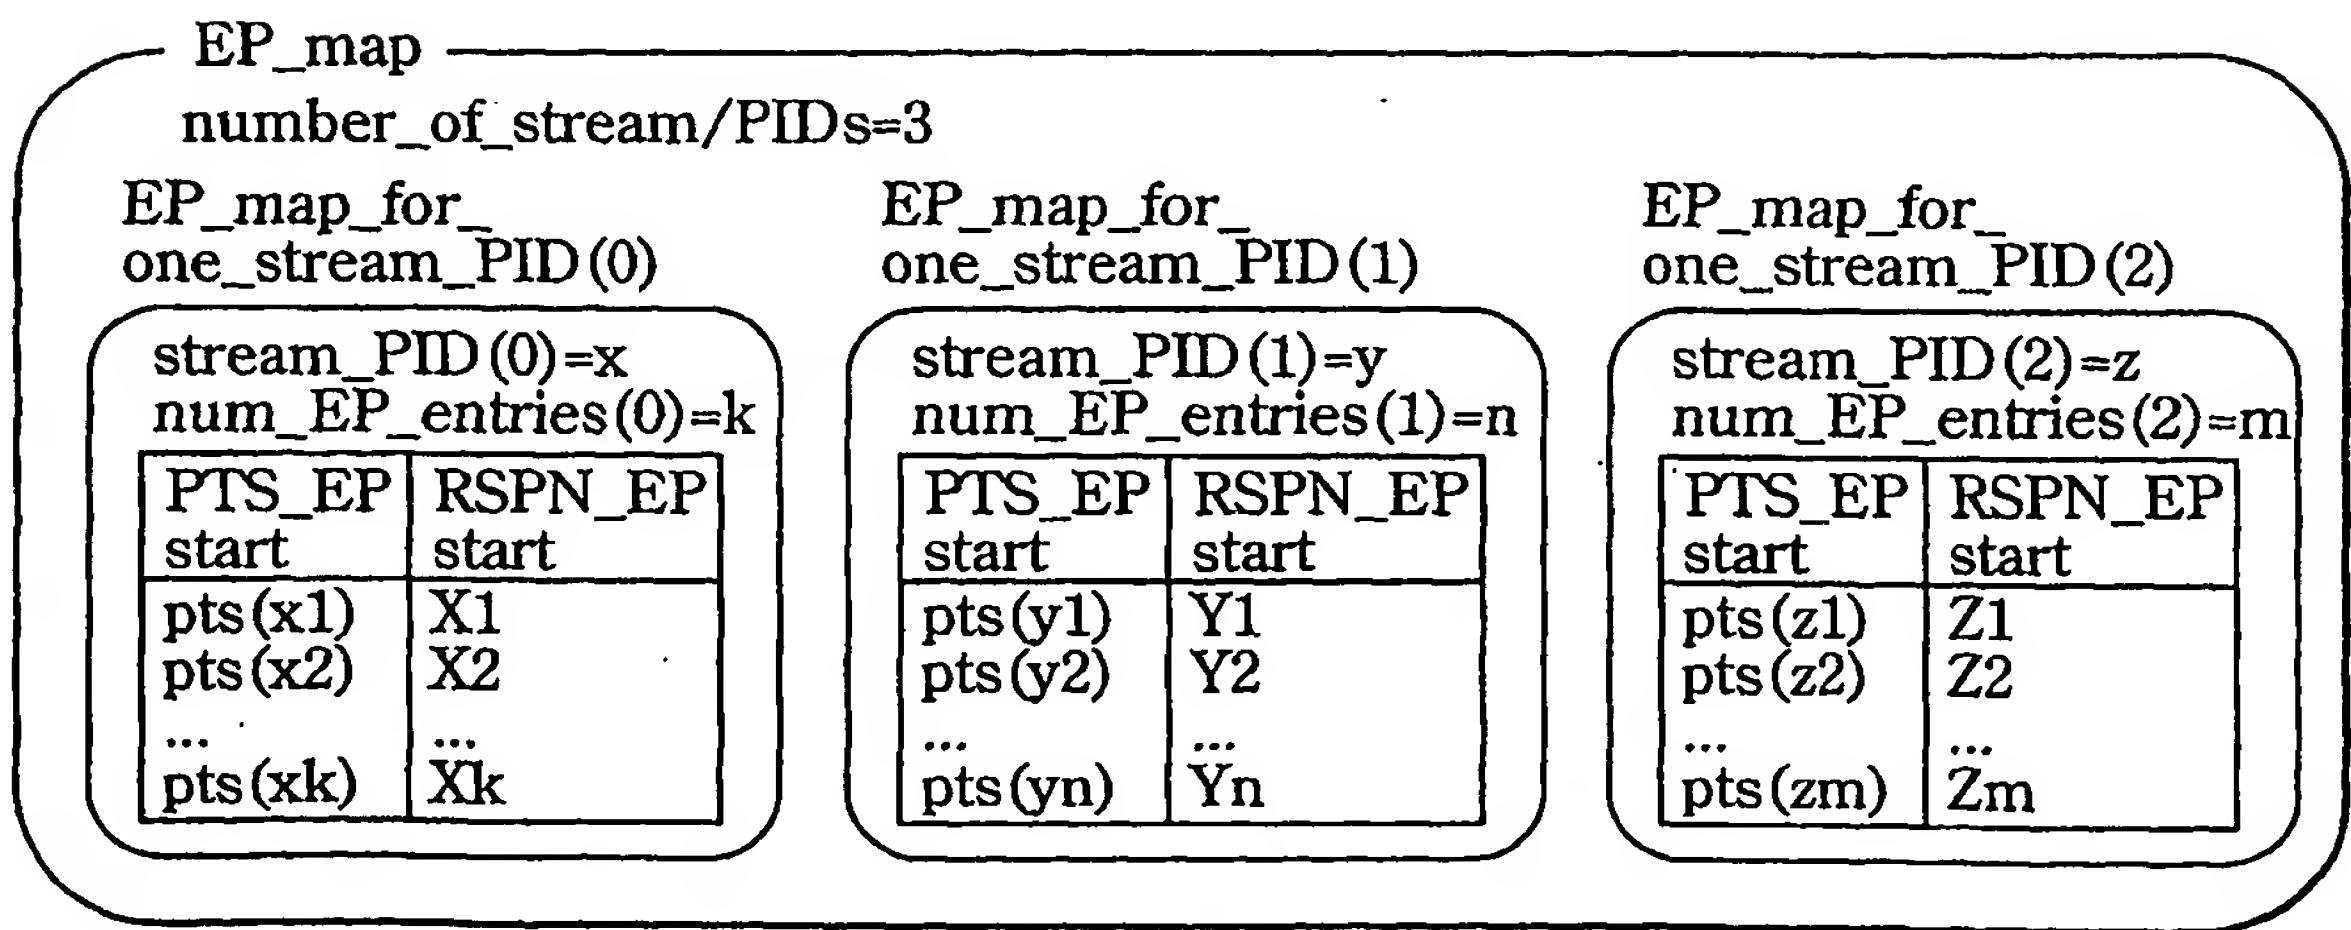 EP_map
number_of_stream/PIDs=3
EP_map_for_
one_stream_PID(0)
stream_PID(0)=x
num_EP_entries(0)=k
PTS_EP RSPN_EP
start start
pts(x1) X1
pts(x2) X2
... ...
pts(xk) Xk
EP_map_for_
one_stream_PID(1)
stream_PID(1)=y
num_EP_entries(1)=n
PTS_EP RSPN_EP
start start
pts(y1) Y1
pts(y2) Y2
... ...
pts(yn) Yn
EP_map_for_
one_stream_PID(2)
stream_PID(2)=z
num_EP_entries(2)=m
PTS_EP RSPN_EP
start start
pts(z1) Z1
pts(z2) Z2
... ...
pts(zm) Zm